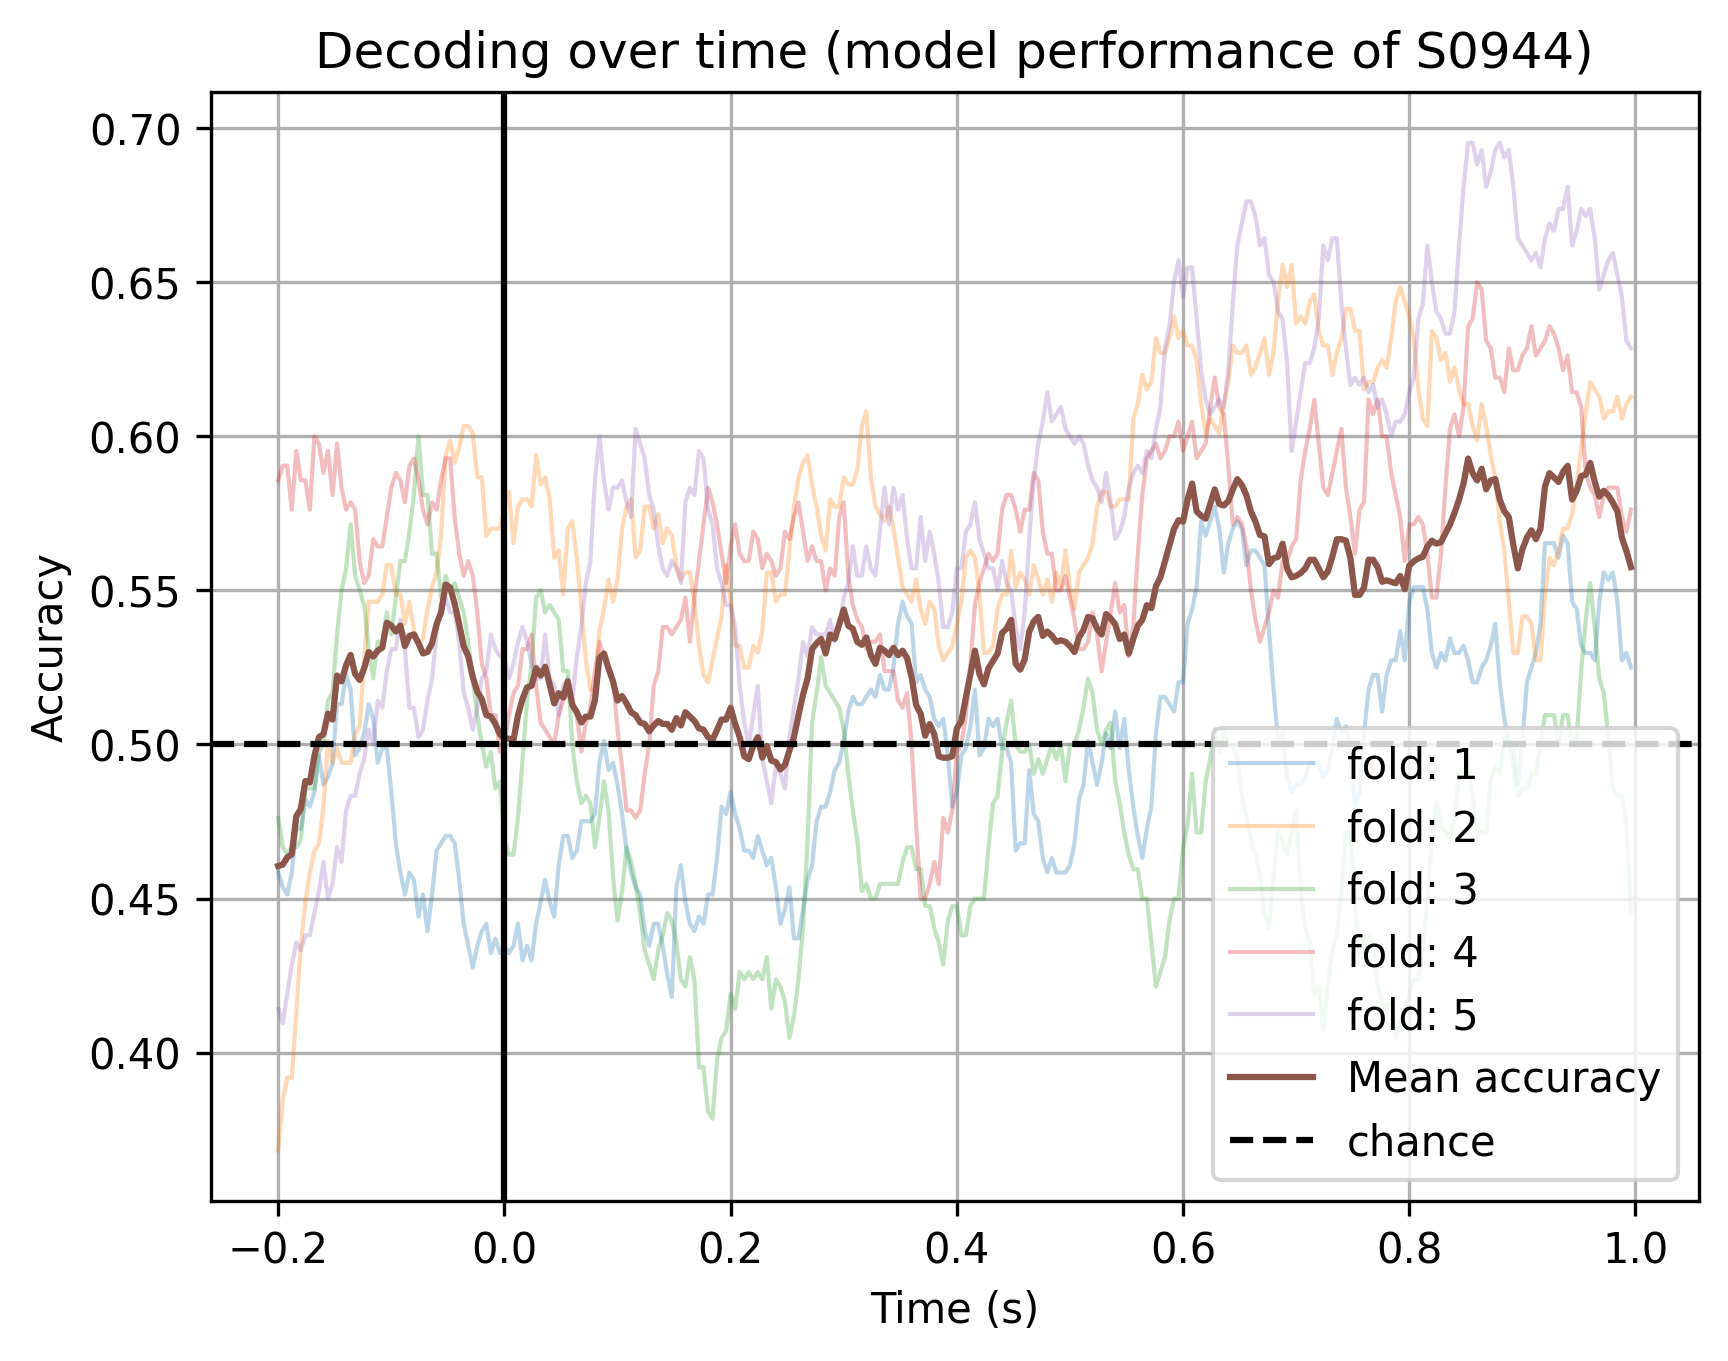 Decoding over time (model performance of S0944)
Accuracy
0.70
0.65
0.60
0.55
0.50
0.45
0.40
fold: 1
fold: 2
fold: 3
fold: 4
fold: 5
Mean accuracy
chance
−0.2
0.0
0.2
0.4
0.6
0.8
1.0
Time (s)